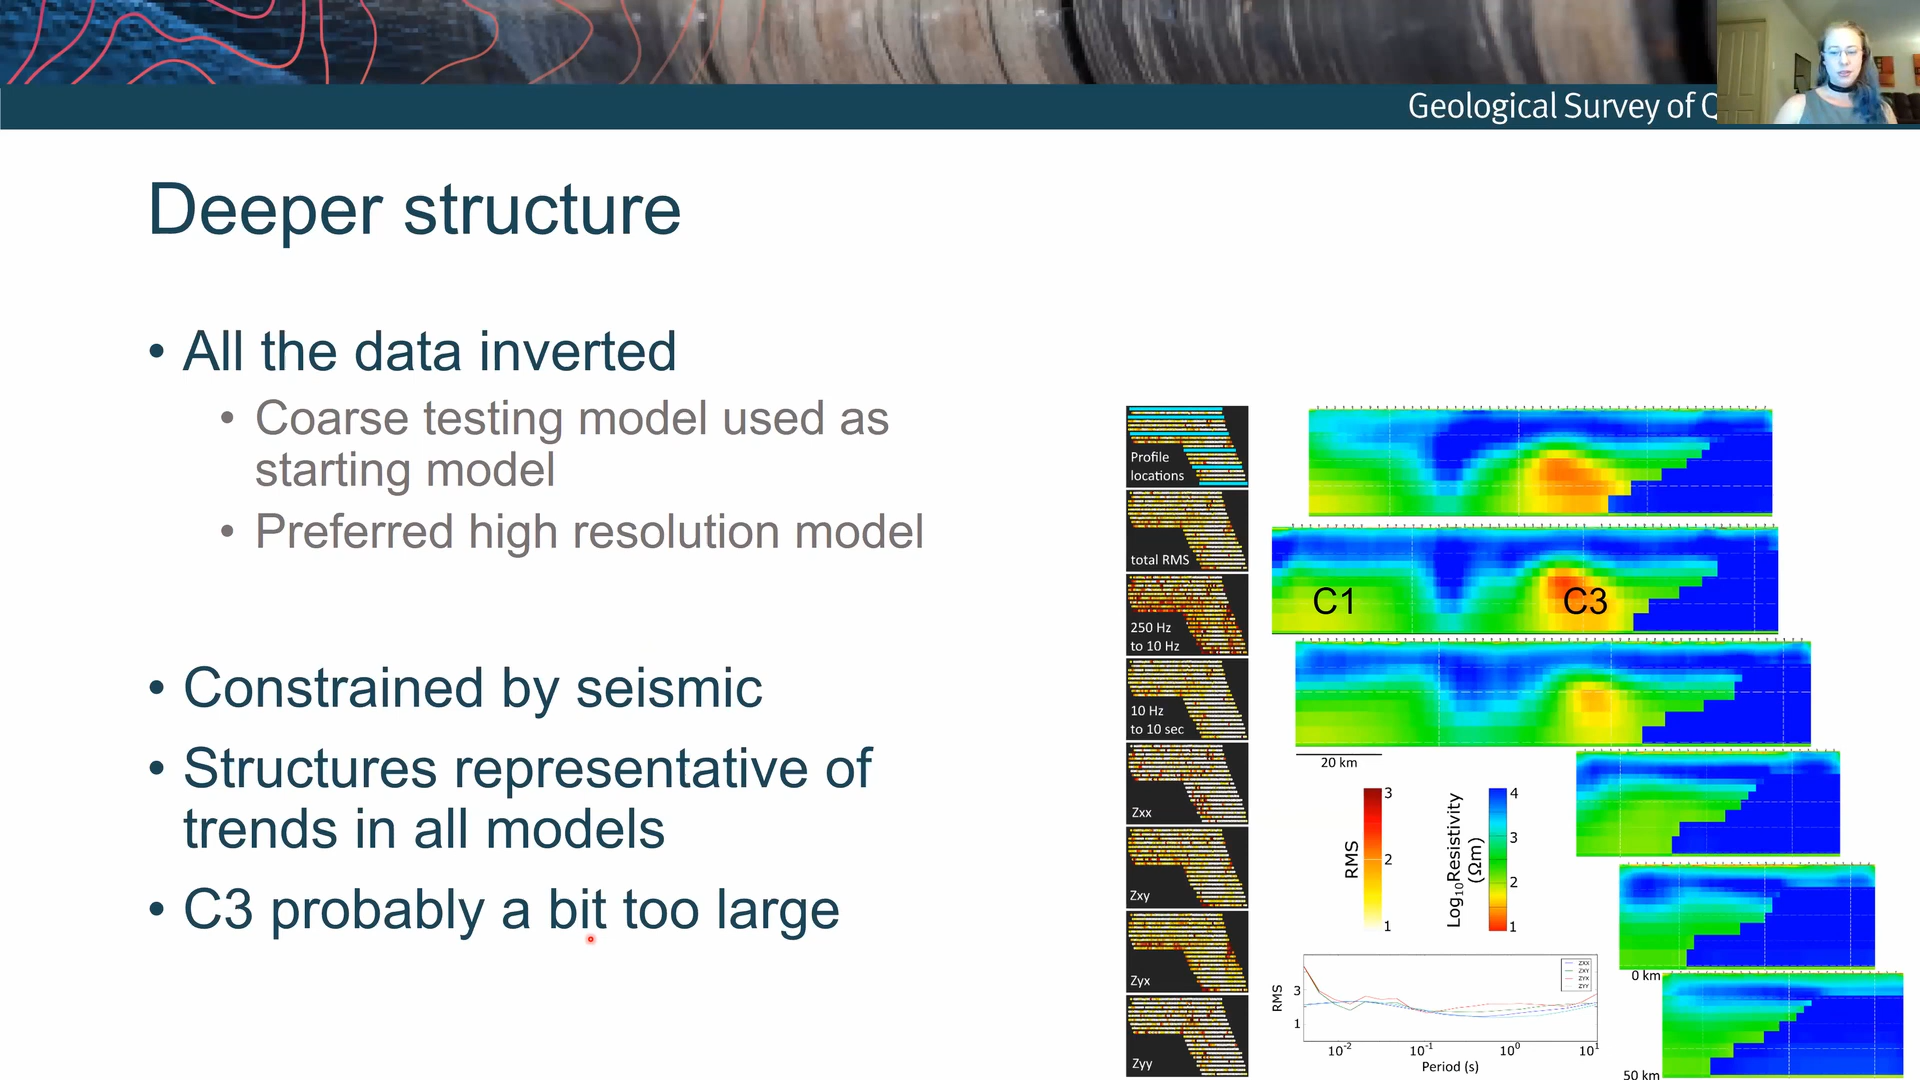 Geological Survey of Q
Deeper structure
• All the data inverted
• Coarse testing model used as
starting model
• Preferred high resolution model
• Constrained by seismic
• Structures representative of
trends in all models
• C3 probably a bit too large
Profile
locations
total RMS
250 Hz
to 10 Hz
10 Hz
to 10 sec
Zxx
Zxy
Zyx
Zyy
C1
C3
20 km
RMS
3
2
1
Log₁₀Resistivity
(Ωm)
4
3
2
1
RMS
3
1
ZXX
ZXY
ZYX
ZYY
10⁻²
10⁻¹
10⁰
10¹
Period (s)
0 km
50 km